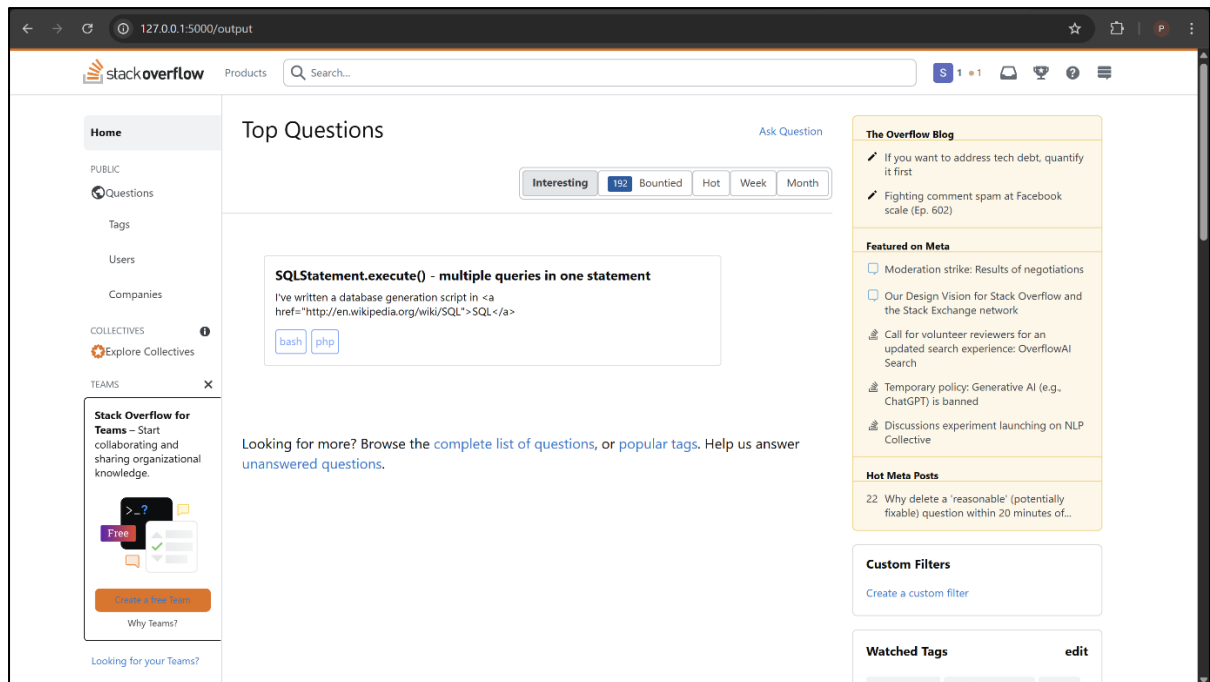 127.0.0.1:5000/output
P
stackoverflow
Products
Search...
S 1 1
Home
PUBLIC
Questions
Tags
Users
Companies
COLLECTIVES
Explore Collectives
TEAMS
Stack Overflow for
Teams – Start
collaborating and
sharing organizational
knowledge.
>_?
Free
Create a free Team
Why Teams?
Looking for your Teams?
Top Questions
Ask Question
Interesting 192 Bountied Hot Week Month
SQLStatement.execute() - multiple queries in one statement
I've written a database generation script in <a
href="http://en.wikipedia.org/wiki/SQL">SQL</a>
bash php
Looking for more? Browse the complete list of questions, or popular tags. Help us answer
unanswered questions.
The Overflow Blog
If you want to address tech debt, quantify
it first
Fighting comment spam at Facebook
scale (Ep. 602)
Featured on Meta
Moderation strike: Results of negotiations
Our Design Vision for Stack Overflow and
the Stack Exchange network
Call for volunteer reviewers for an
updated search experience: OverflowAI
Search
Temporary policy: Generative AI (e.g.,
ChatGPT) is banned
Discussions experiment launching on NLP
Collective
Hot Meta Posts
22 Why delete a 'reasonable' (potentially
fixable) question within 20 minutes of...
Custom Filters
Create a custom filter
Watched Tags edit